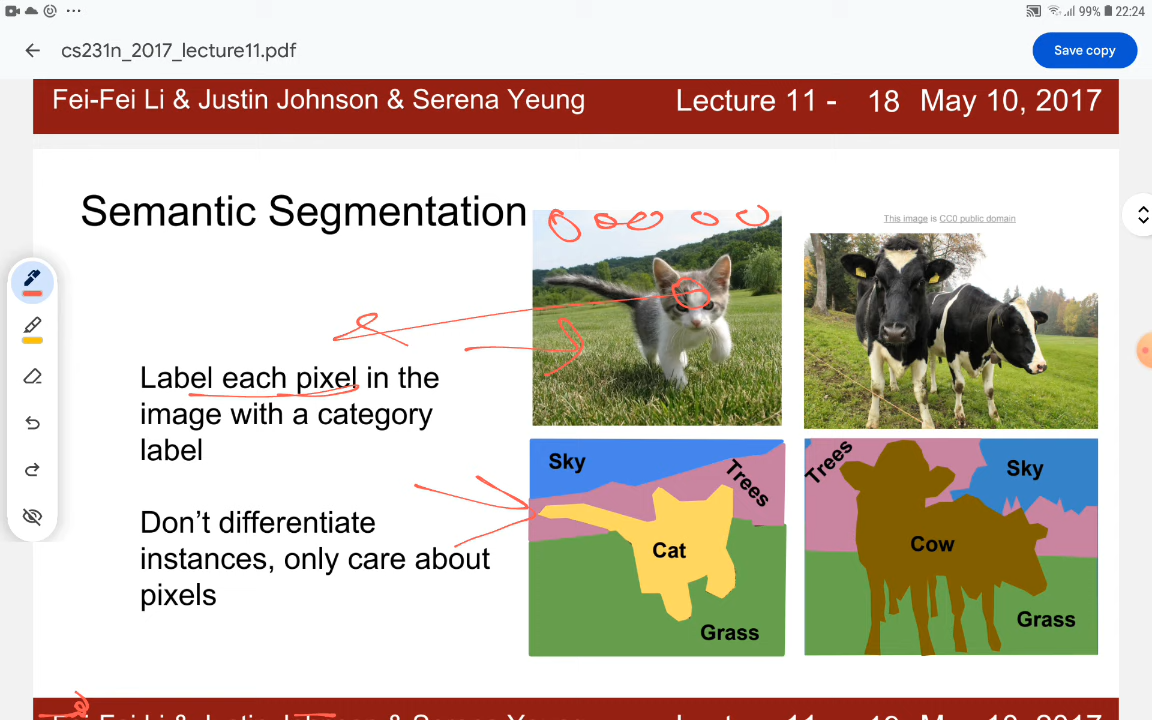 99% 22:24
cs231n_2017_lecture11.pdf
Save copy
Fei-Fei Li & Justin Johnson & Serena Yeung Lecture 11 - 18 May 10, 2017
Semantic Segmentation
This image is CC0 public domain
Label each pixel in the
image with a category
label
Don't differentiate
instances, only care about
pixels
Sky
Trees
Cat
Grass
Trees
Sky
Cow
Grass